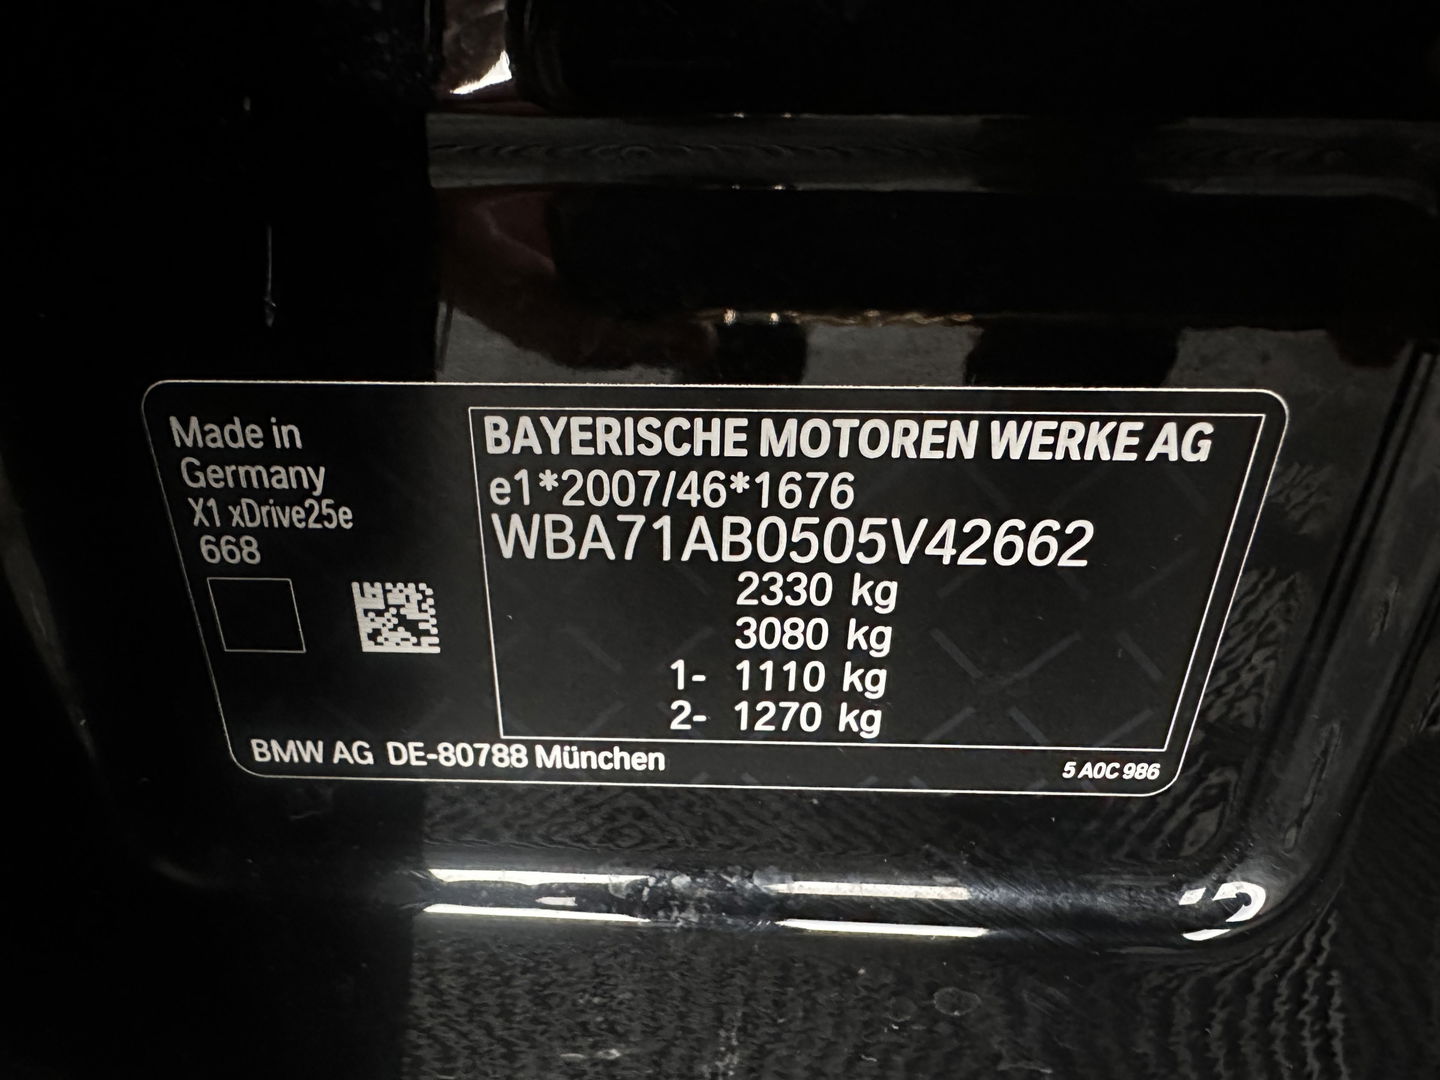 Made in
Germany
X1 xDrive25e
668
BAYERISCHE MOTOREN WERKE AG
e1*2007/46*1676
WBA71AB0505V42662
2330 kg
3080 kg
1- 1110 kg
2- 1270 kg
BMW AG DE-80788 München
5 A0C 986